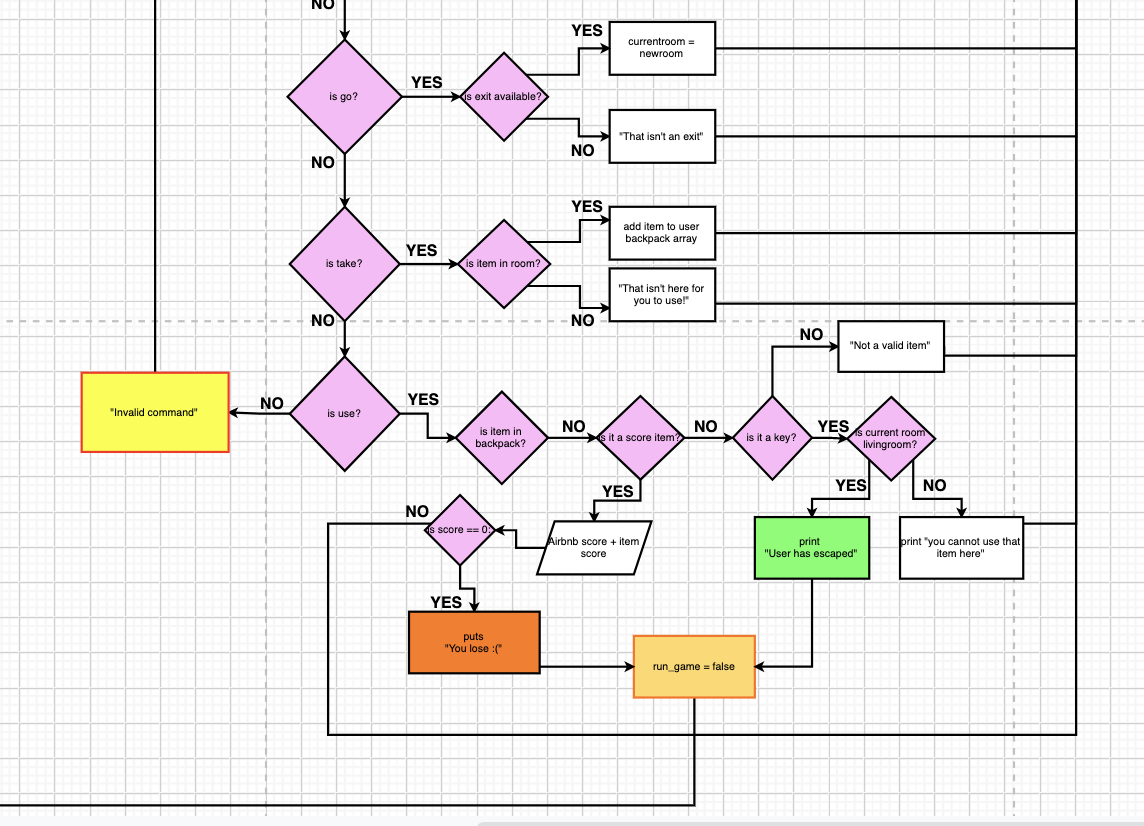 NO
YES
currentroom =
newroom
is go?
YES
is exit available?
"That isn't an exit"
NO
NO
YES
add item to user
backpack array
is take?
YES
is item in room?
"That isn't here for
you to use!"
NO
NO
NO
"Not a valid item"
"Invalid command"
NO
is use?
YES
is item in
backpack?
NO
is it a score item?
NO
is it a key?
YES
is current room
livingroom?
YES
YES
NO
NO
is score == 0?
Airbnb score + item
score
print
"User has escaped"
print "you cannot use that
item here"
YES
puts
"You lose :("
run_game = false